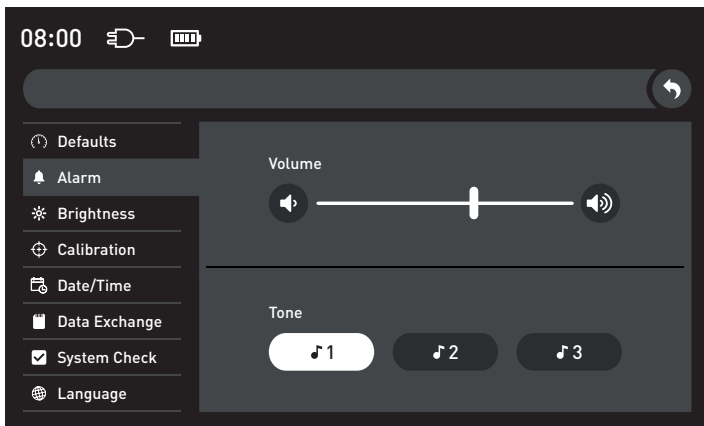 08:00
Defaults
Alarm
Brightness
Calibration
Date/Time
Data Exchange
System Check
Language
Volume
Tone
1
2
3